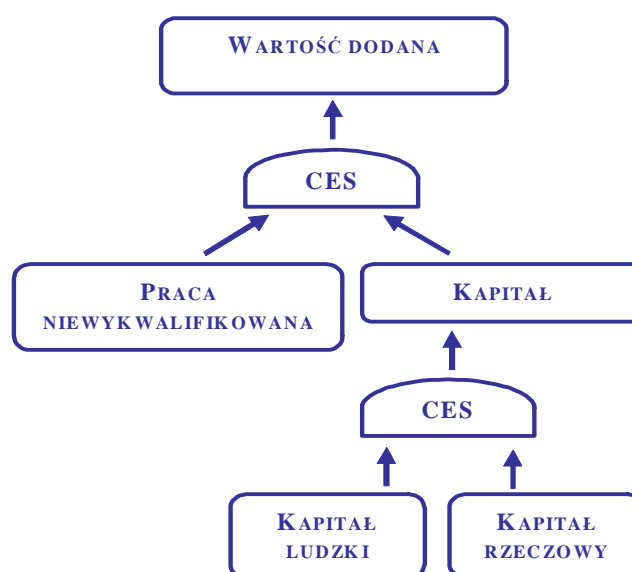 WARTOŚĆ DODANA
CES
PRACA
NIEWYKWALIFIKOWANA
KAPITAŁ
CES
KAPITAŁ
LUDZKI
KAPITAŁ
RZECZOWY